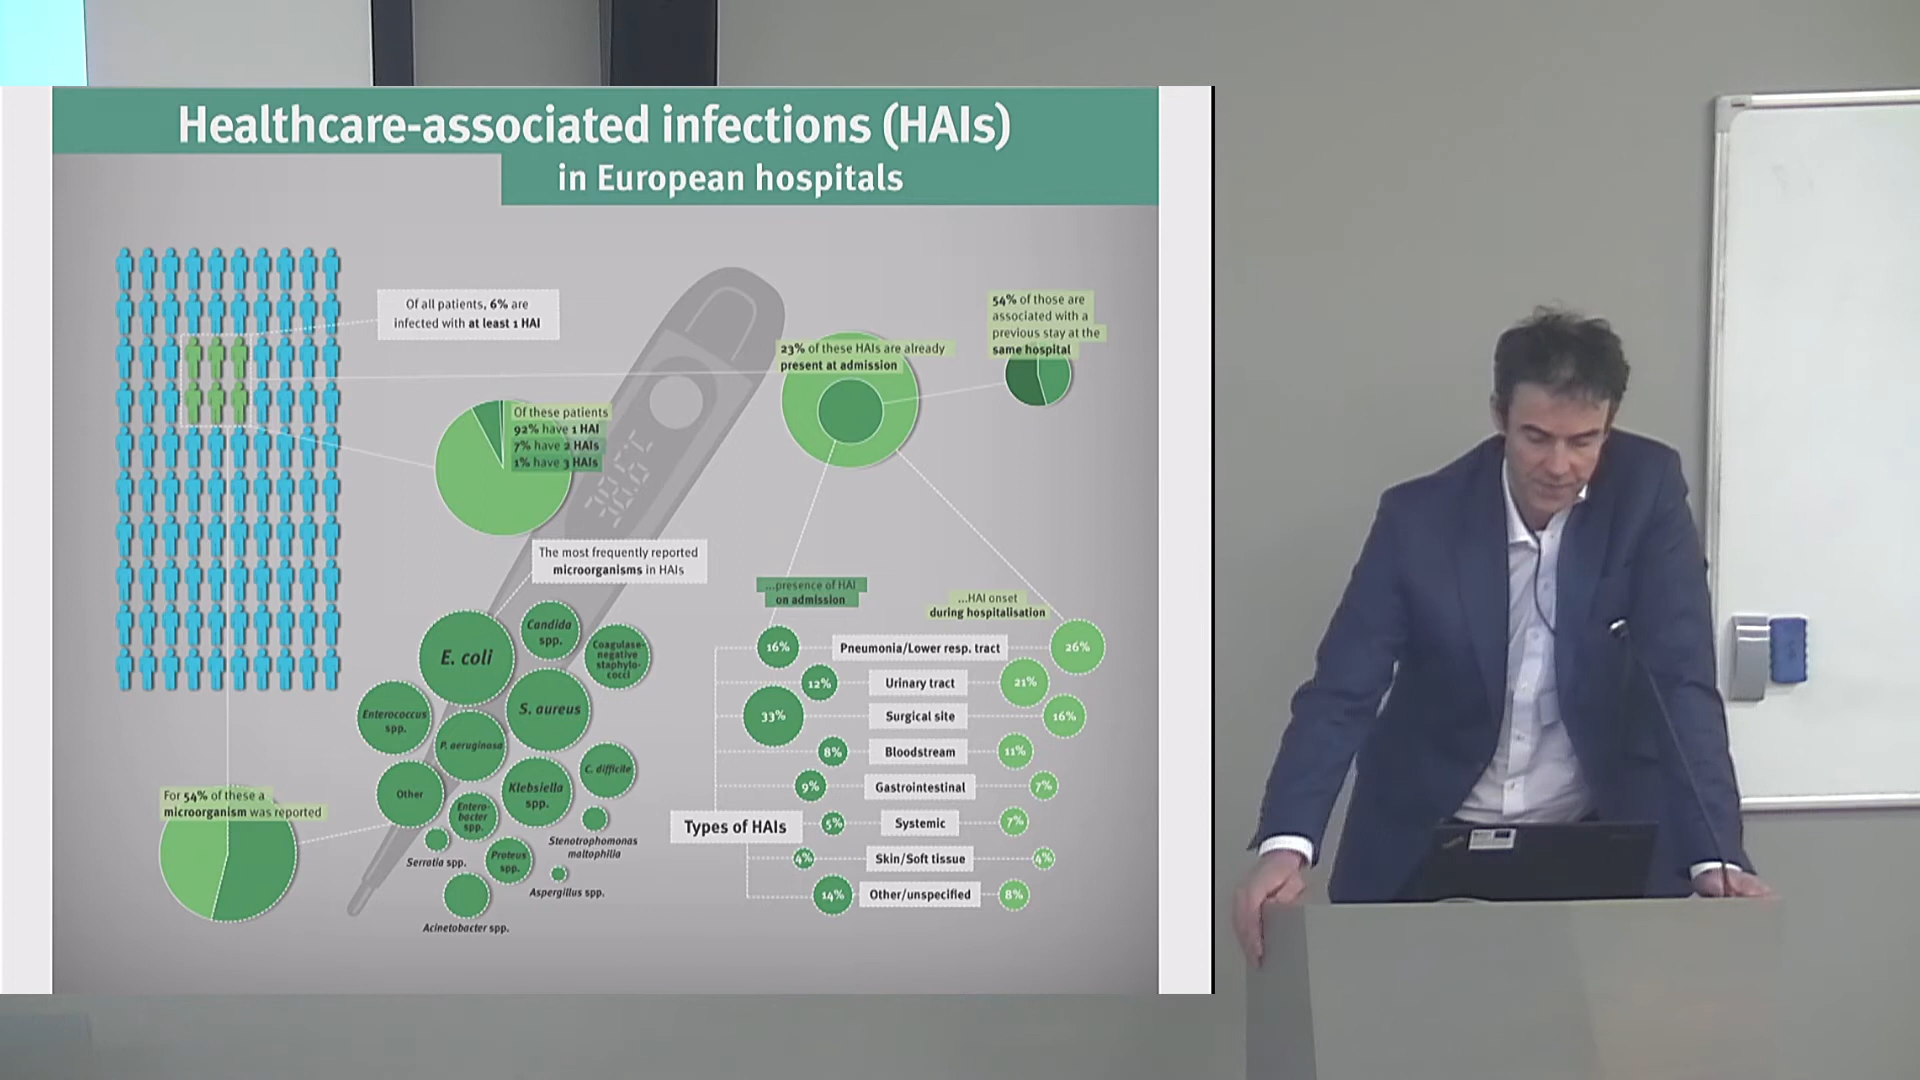 Healthcare-associated infections (HAIs)
in European hospitals
Of all patients, 6% are
infected with at least 1 HAI
54% of those are
associated with a
previous stay at the
same hospital
23% of these HAIs are already
present at admission
Of these patients
92% have 1 HAI
7% have 2 HAIs
1% have 3 HAIs
The most frequently reported
microorganisms in HAIs
E. coli
Candida
spp.
Coagulase-
negative
staphylo-
cocci
Enterococcus
spp.
S. aureus
P. aeruginosa
C. difficile
Other
Klebsiella
spp.
Entero-
bacter
spp.
Stenotrophomonas
maltophilia
Serratia spp.
Proteus
spp.
Aspergillus spp.
Acinetobacter spp.
For 54% of these a
microorganism was reported
...presence of HAI
on admission
...HAI onset
during hospitalisation
16% Pneumonia/Lower resp. tract 26%
12% Urinary tract 21%
33% Surgical site 16%
8% Bloodstream 11%
9% Gastrointestinal 7%
Types of HAIs
5% Systemic 7%
4% Skin/Soft tissue 4%
14% Other/unspecified 8%